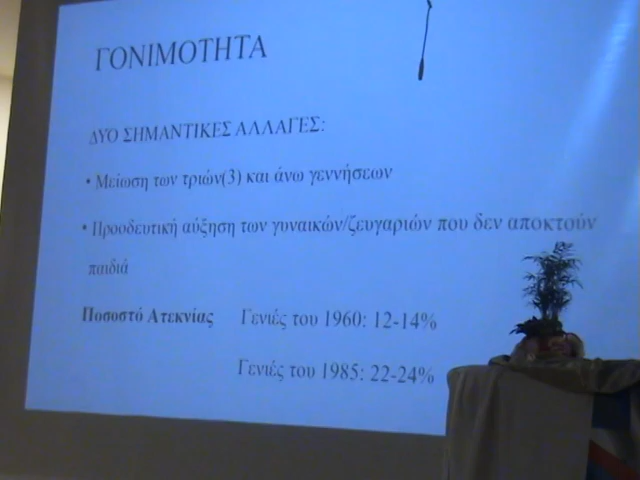 ΓΟΝΙΜΟΤΗΤΑ
ΔΥΟ ΣΗΜΑΝΤΙΚΕΣ ΑΛΛΑΓΕΣ:
• Μείωση των τριών(3) και άνω γεννήσεων
• Προοδευτική αύξηση των γυναικών/ζευγαριών που δεν αποκτούν
παιδιά
Ποσοστό Ατεκνίας Γενιές του 1960: 12-14%
Γενιές του 1985: 22-24%